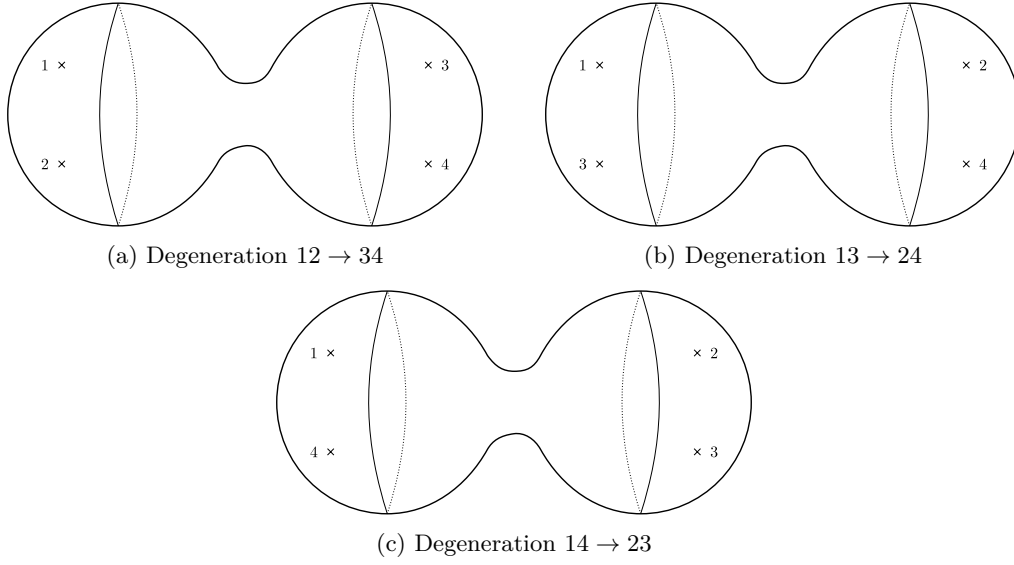 1 × × 3
2 × × 4
(a) Degeneration 12 → 34
1 × × 2
3 × × 4
(b) Degeneration 13 → 24
1 × × 2
4 × × 3
(c) Degeneration 14 → 23